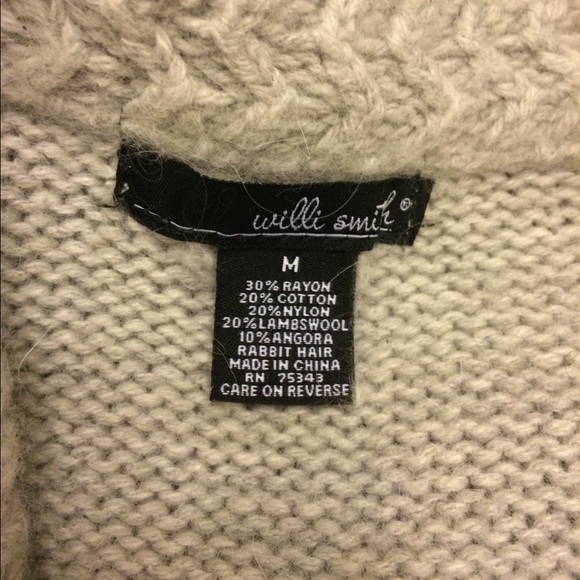 willi smith®
M
30% RAYON
20% COTTON
20% NYLON
20% LAMBSWOOL
10% ANGORA
RABBIT HAIR
MADE IN CHINA
RN 75343
CARE ON REVERSE